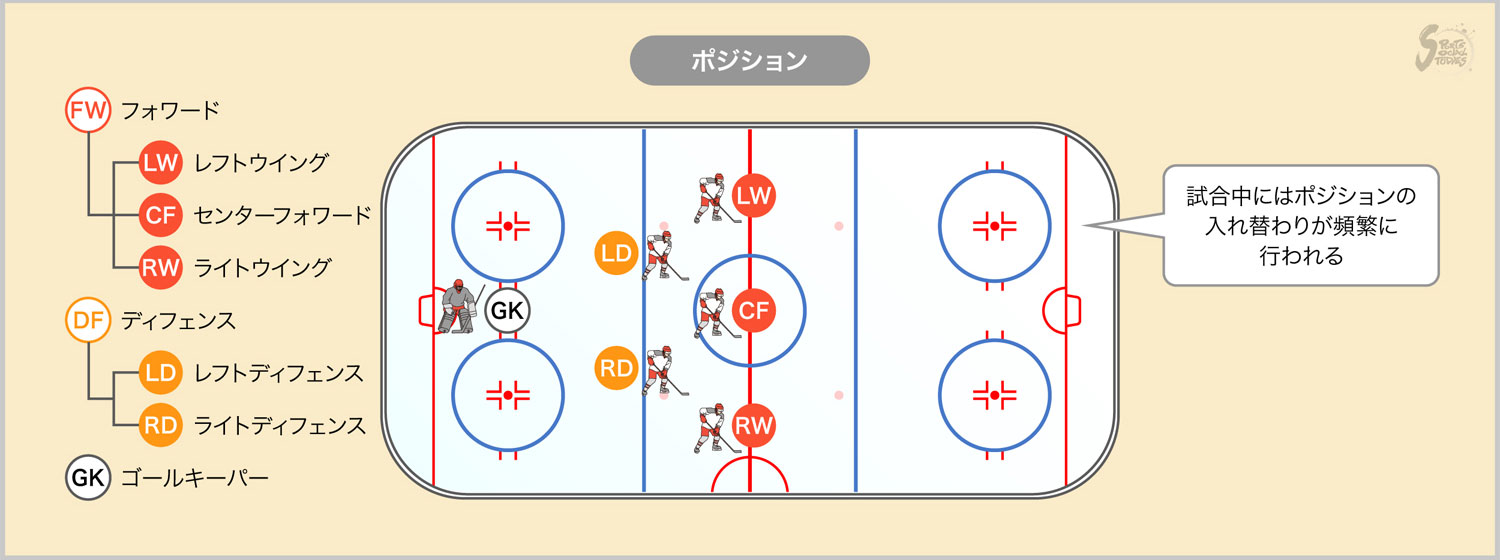 ポジション
SPORTS SOCIAL STUDIES
FW フォワード
LW レフトウイング
CF センターフォワード
RW ライトウイング
DF ディフェンス
LD レフトディフェンス
RD ライトディフェンス
GK ゴールキーパー
LW
LD
GK
CF
RD
RW
試合中にはポジションの
入れ替わりが頻繁に
行われる